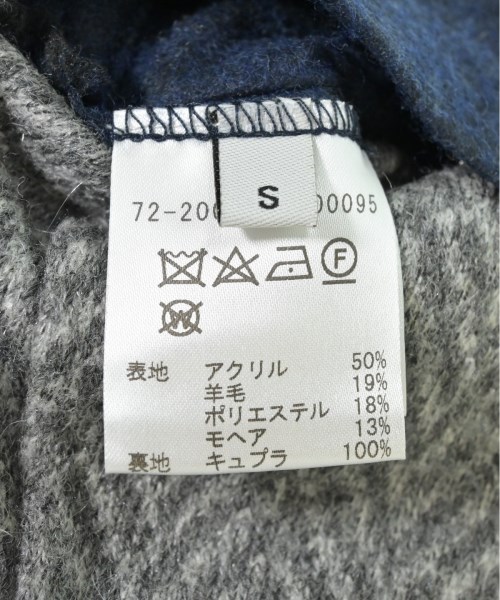 S
72-20 00095
F
W
表地 アクリル 50%
羊毛 19%
ポリエステル 18%
モヘア 13%
裏地 キュプラ 100%